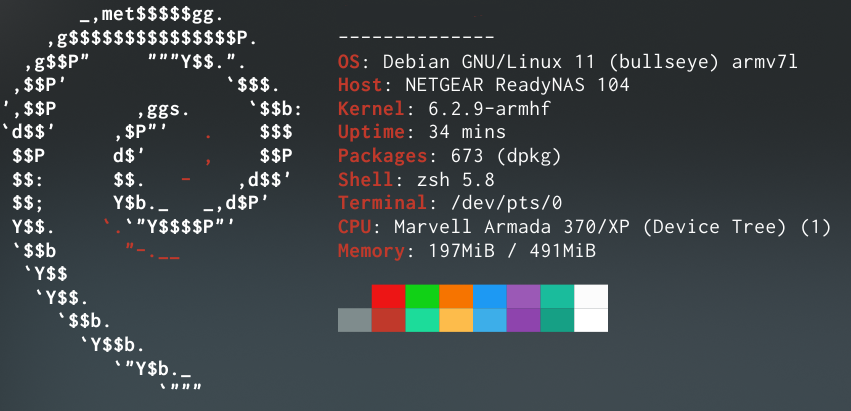 _,met$$$$$gg.
,g$$$$$$$$$$$$$$$P.
--------------
,g$$P"     """Y$$.".
OS: Debian GNU/Linux 11 (bullseye) armv7l
,$$P'              `$$$.
Host: NETGEAR ReadyNAS 104
',$$P       ,ggs.     `$$b:
Kernel: 6.2.9-armhf
`d$$'     ,$P"'   .    $$$
Uptime: 34 mins
$$P      d$'     ,    $$P
Packages: 673 (dpkg)
$$:      $$.   -    ,d$$'
Shell: zsh 5.8
$$;      Y$b._   _,d$P'
Terminal: /dev/pts/0
Y$$.    `.`"Y$$$$P"'
CPU: Marvell Armada 370/XP (Device Tree) (1)
`$$b      "-.__
Memory: 197MiB / 491MiB
`Y$$
`Y$$.
`$$b.
`Y$$b.
`"Y$b._
`"""